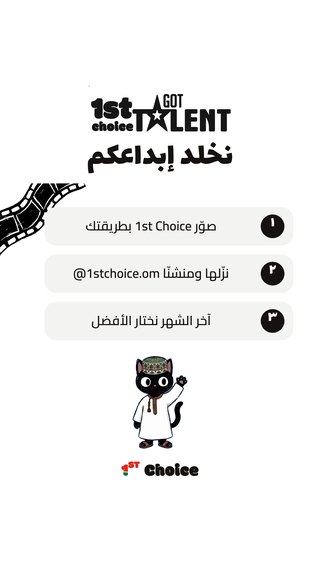 1st choice GOT TALENT
نخلد إبداعكم
١ صوّر 1st Choice بطريقتك
٢ نزّلها ومنشنّا @1stchoice.om
٣ آخر الشهر نختار الأفضل
1ST Choice